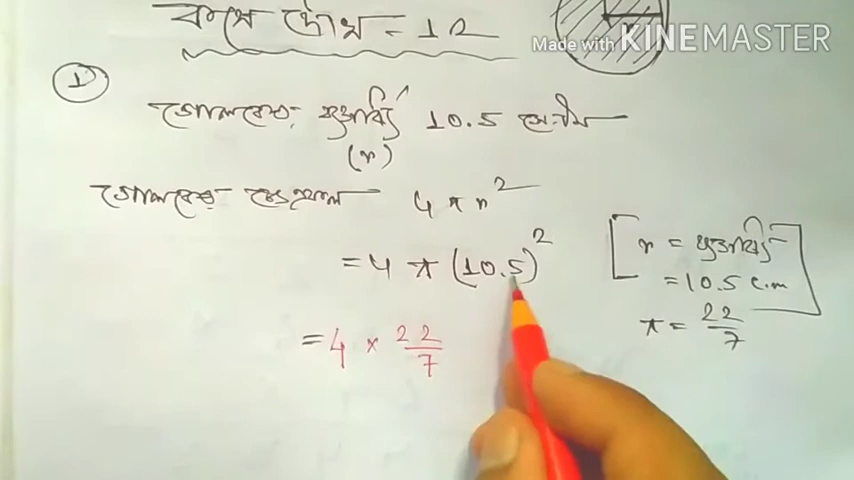 কষে দেখি - 12
Made with KINEMASTER
1
গোলকের ব্যাসার্ধ 10.5 সে.মি
(r)
গোলকের ক্ষেত্রফল 4 π r²
= 4 π (10.5)²
= 4 × 22/7
r = ব্যাসার্ধ
= 10.5 c.m
π = 22/7